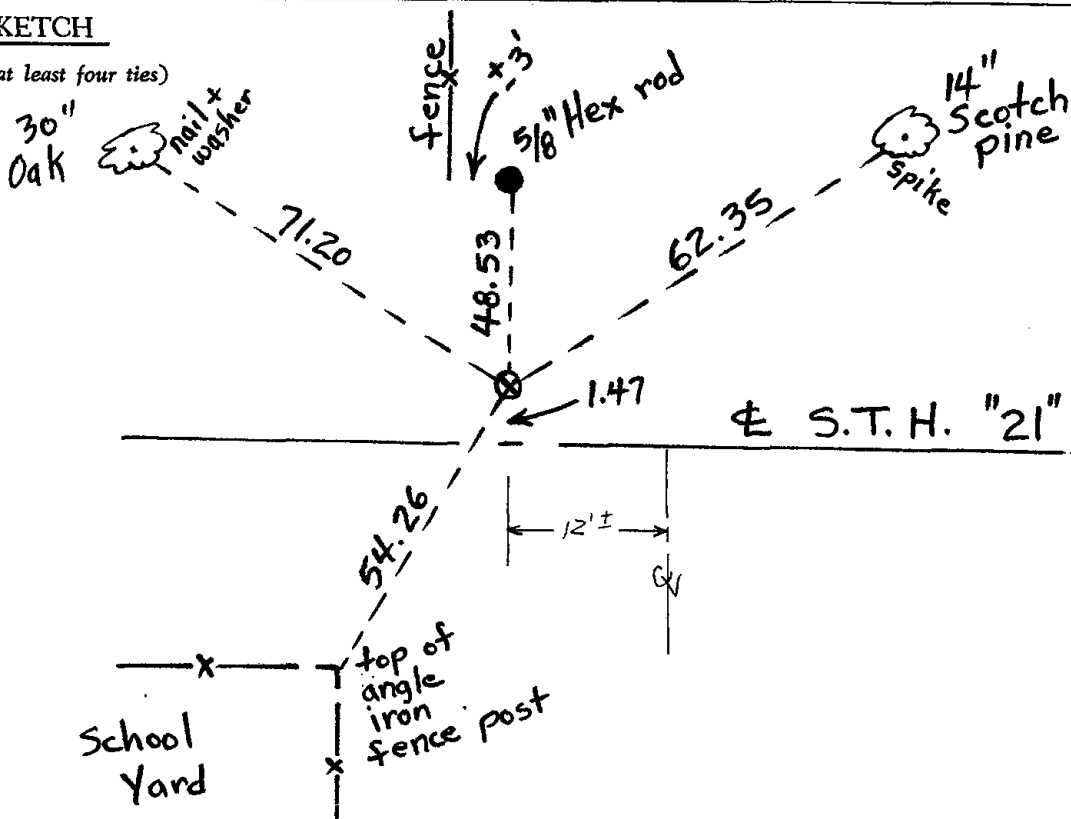 KETCH
at least four ties)
30"
Oak
nail +
washer
fence
+-3'
5/8" Hex rod
14"
Scotch
pine
spike
71.20
48.53
62.35
1.47
℄ S.T.H. "21"
54.26
12'±
top of
angle
iron
fence post
School
Yard